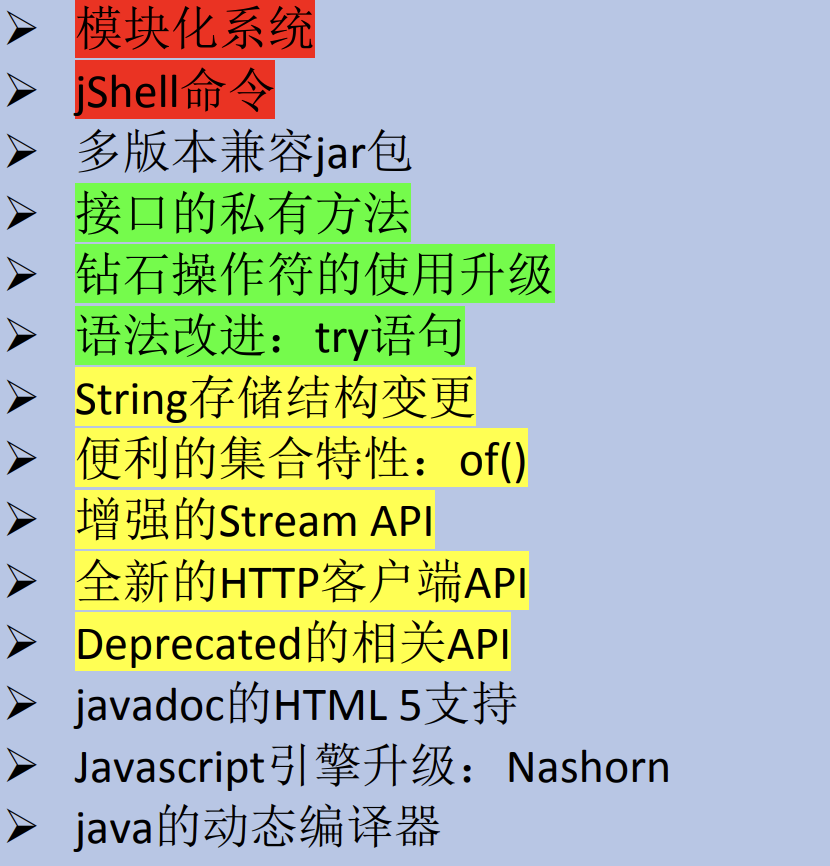 模块化系统
jShell命令
多版本兼容jar包
接口的私有方法
钻石操作符的使用升级
语法改进：try语句
String存储结构变更
便利的集合特性：of()
增强的Stream API
全新的HTTP客户端API
Deprecated的相关API
javadoc的HTML 5支持
Javascript引擎升级：Nashorn
java的动态编译器